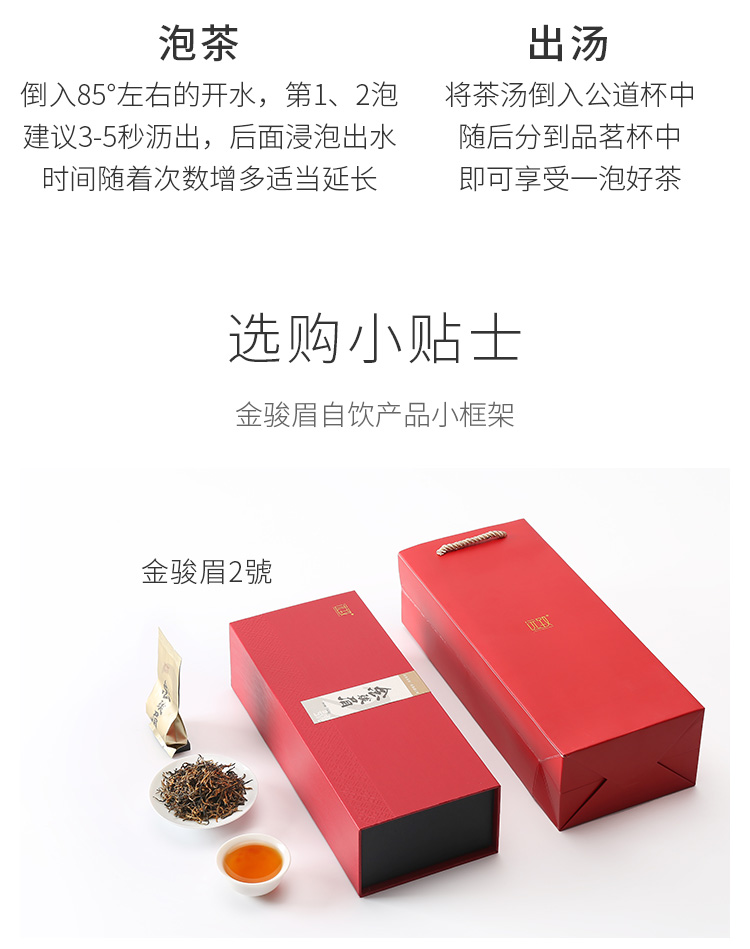 泡茶
倒入85°左右的开水，第1、2泡
建议3-5秒沥出，后面浸泡出水
时间随着次数增多适当延长
出汤
将茶汤倒入公道杯中
随后分到品茗杯中
即可享受一泡好茶
选购小贴士
金骏眉自饮产品小框架
金骏眉2號
金骏眉